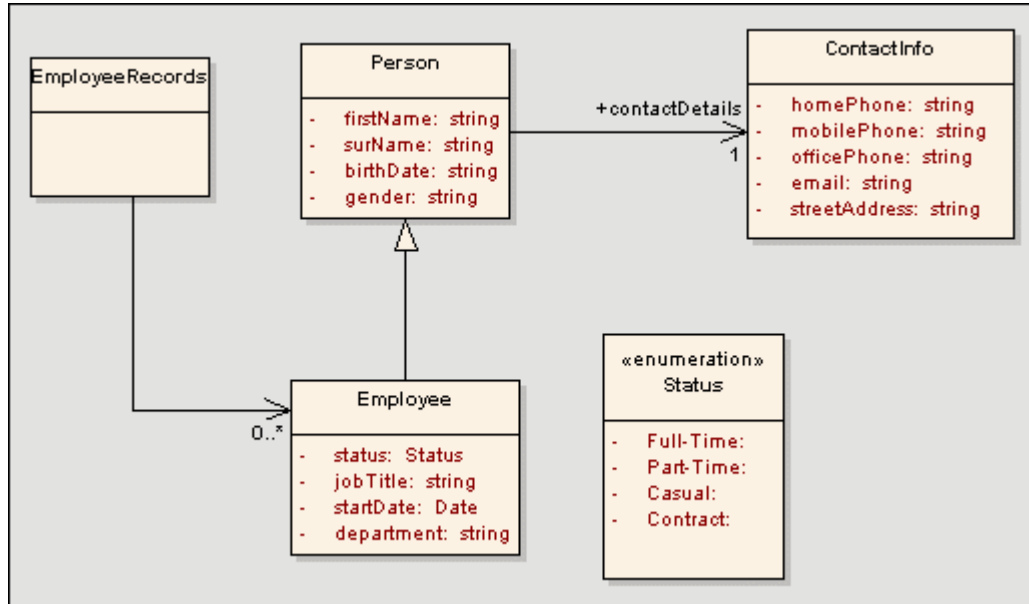 EmployeeRecords
Person
- firstName: string
- surName: string
- birthDate: string
- gender: string
+contactDetails
1
ContactInfo
- homePhone: string
- mobilePhone: string
- officePhone: string
- email: string
- streetAddress: string
0..*
Employee
- status: Status
- jobTitle: string
- startDate: Date
- department: string
«enumeration»
Status
- Full-Time:
- Part-Time:
- Casual:
- Contract: